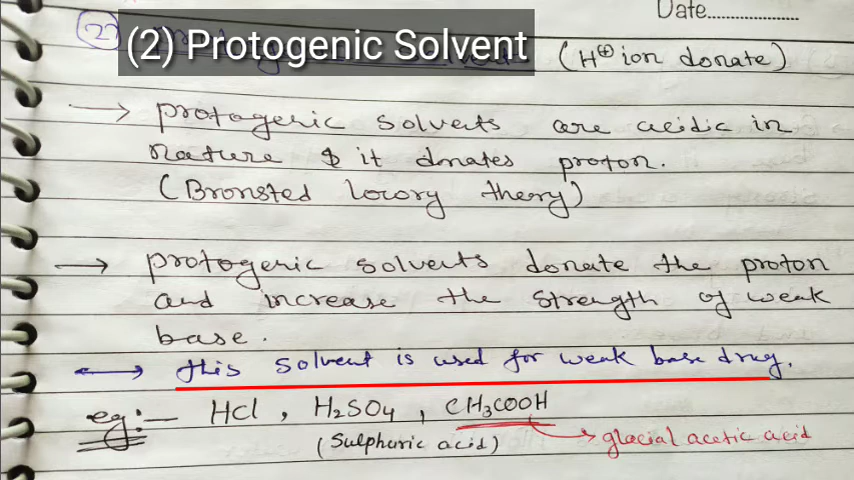 Date....................
(2) (2) Protogenic Solvent (H⊕ ion donate)
→ protogenic solvents are acidic in
nature & it donates proton.
(Bronsted lowry theory)
→ protogenic solvents donate the proton
and increase the strength of weak
base.
↔ this solvent is used for weak base drug.
eg:- HCl, H₂SO₄, CH₃COOH
(Sulphuric acid) → glacial acetic acid